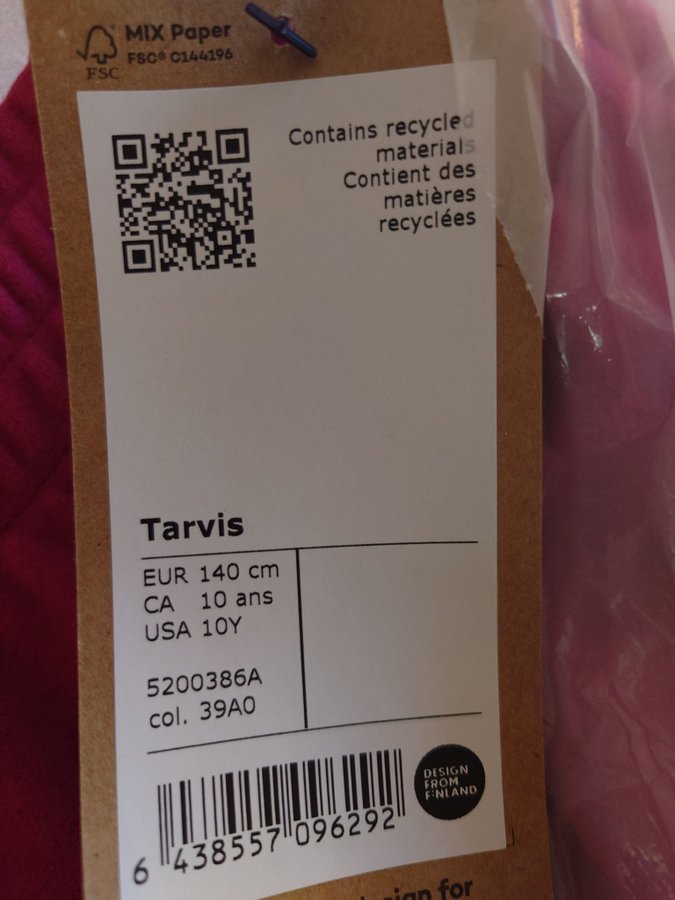 MIX Paper
FSC® C144196
FSC
Contains recycled
materials
Contient des
matières
recyclées
Tarvis
EUR 140 cm
CA 10 ans
USA 10Y
5200386A
col. 39A0
DESIGN
FROM
FINLAND
6 438557 096292
for